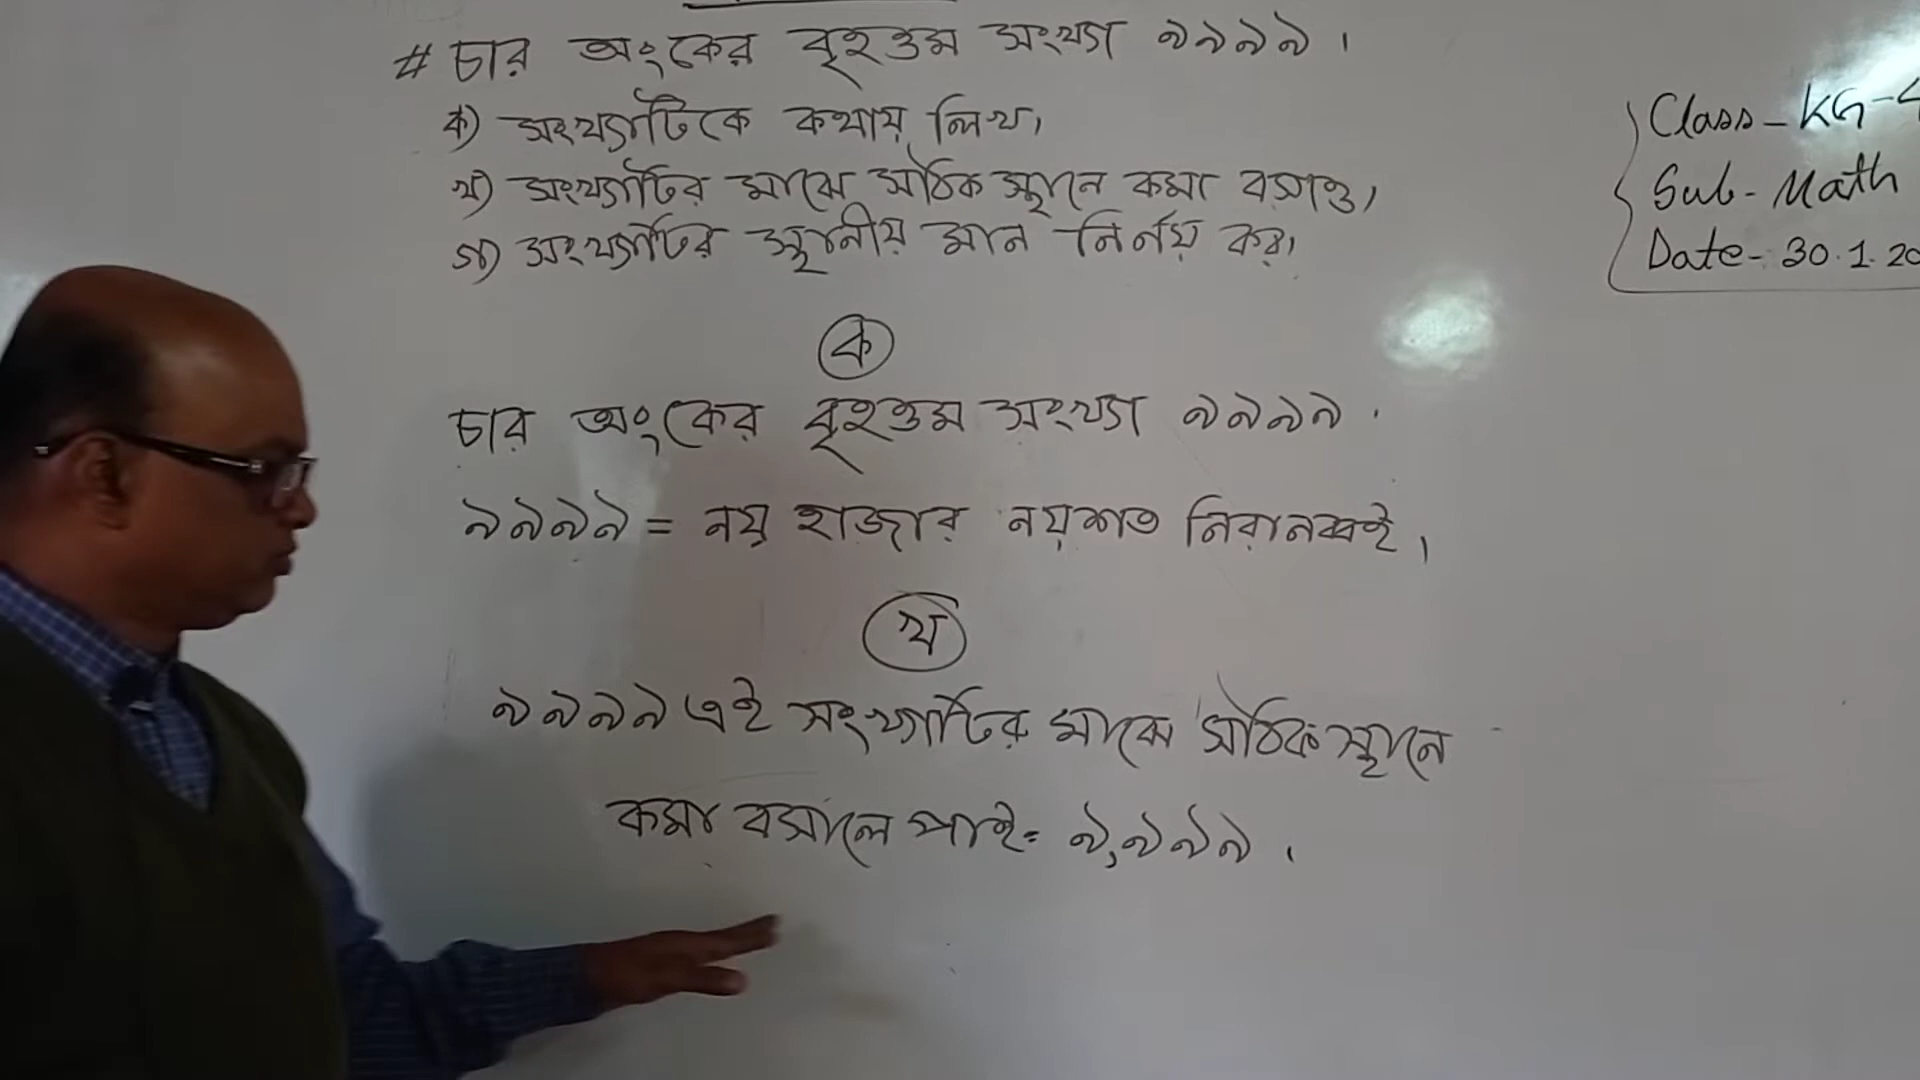 # চার অংকের বৃহত্তম সংখ্যা ৯৯৯৯।
ক) সংখ্যাটিকে কথায় লিখ।
খ) সংখ্যাটির মাঝে সঠিক স্থানে কমা বসাও।
গ) সংখ্যাটির স্থানীয় মান নির্নয় কর।
Class - KG - 4
Sub - Math
Date - 30.1.20
ক
চার অংকের বৃহত্তম সংখ্যা ৯৯৯৯.
৯৯৯৯ = নয় হাজার নয়শত নিরানব্বই।
খ
৯৯৯৯ এই সংখ্যাটির মাঝে সঠিক স্থানে
কমা বসালে পাই = ৯,৯৯৯.